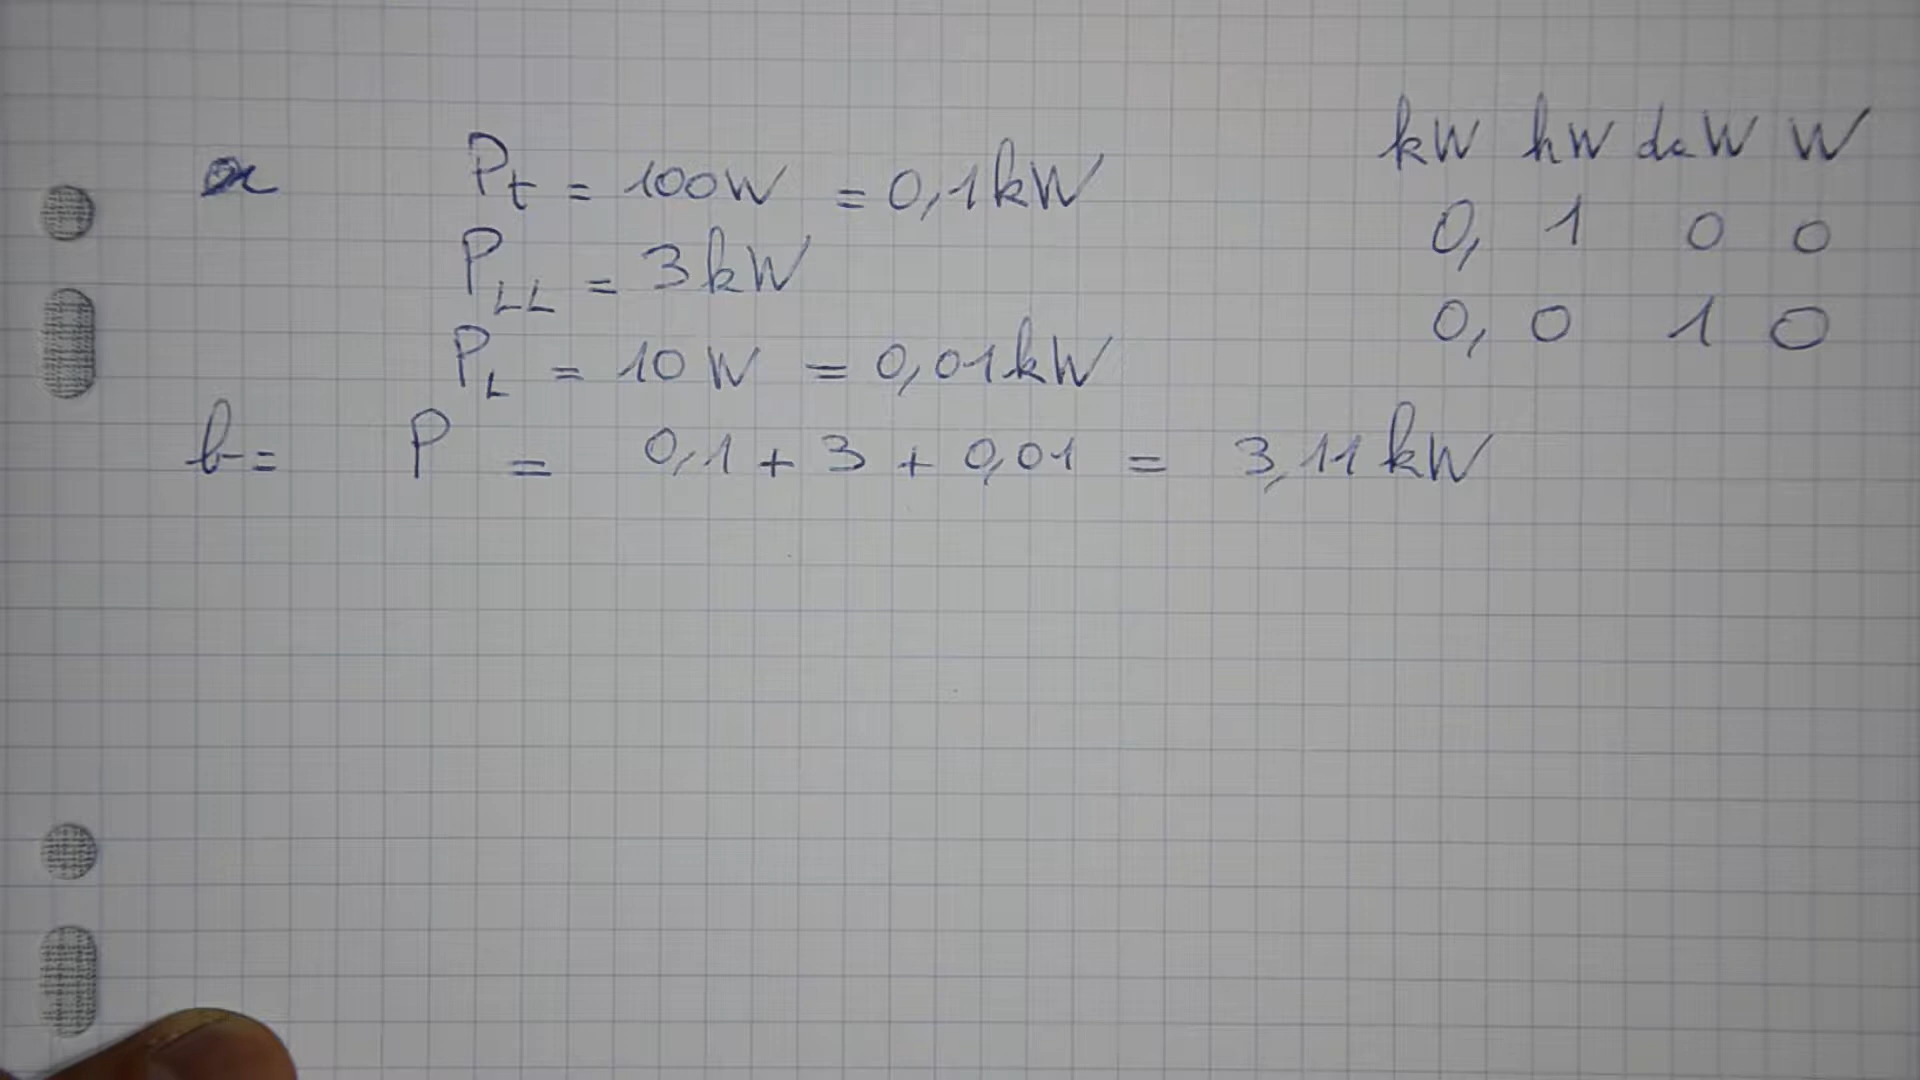 a P_t = 100W = 0,1kW
P_LL = 3kW
P_L = 10W = 0,01kW
b= P = 0,1 + 3 + 0,01 = 3,11kW
kW hW daW W
0, 1 0 0
0, 0 1 0